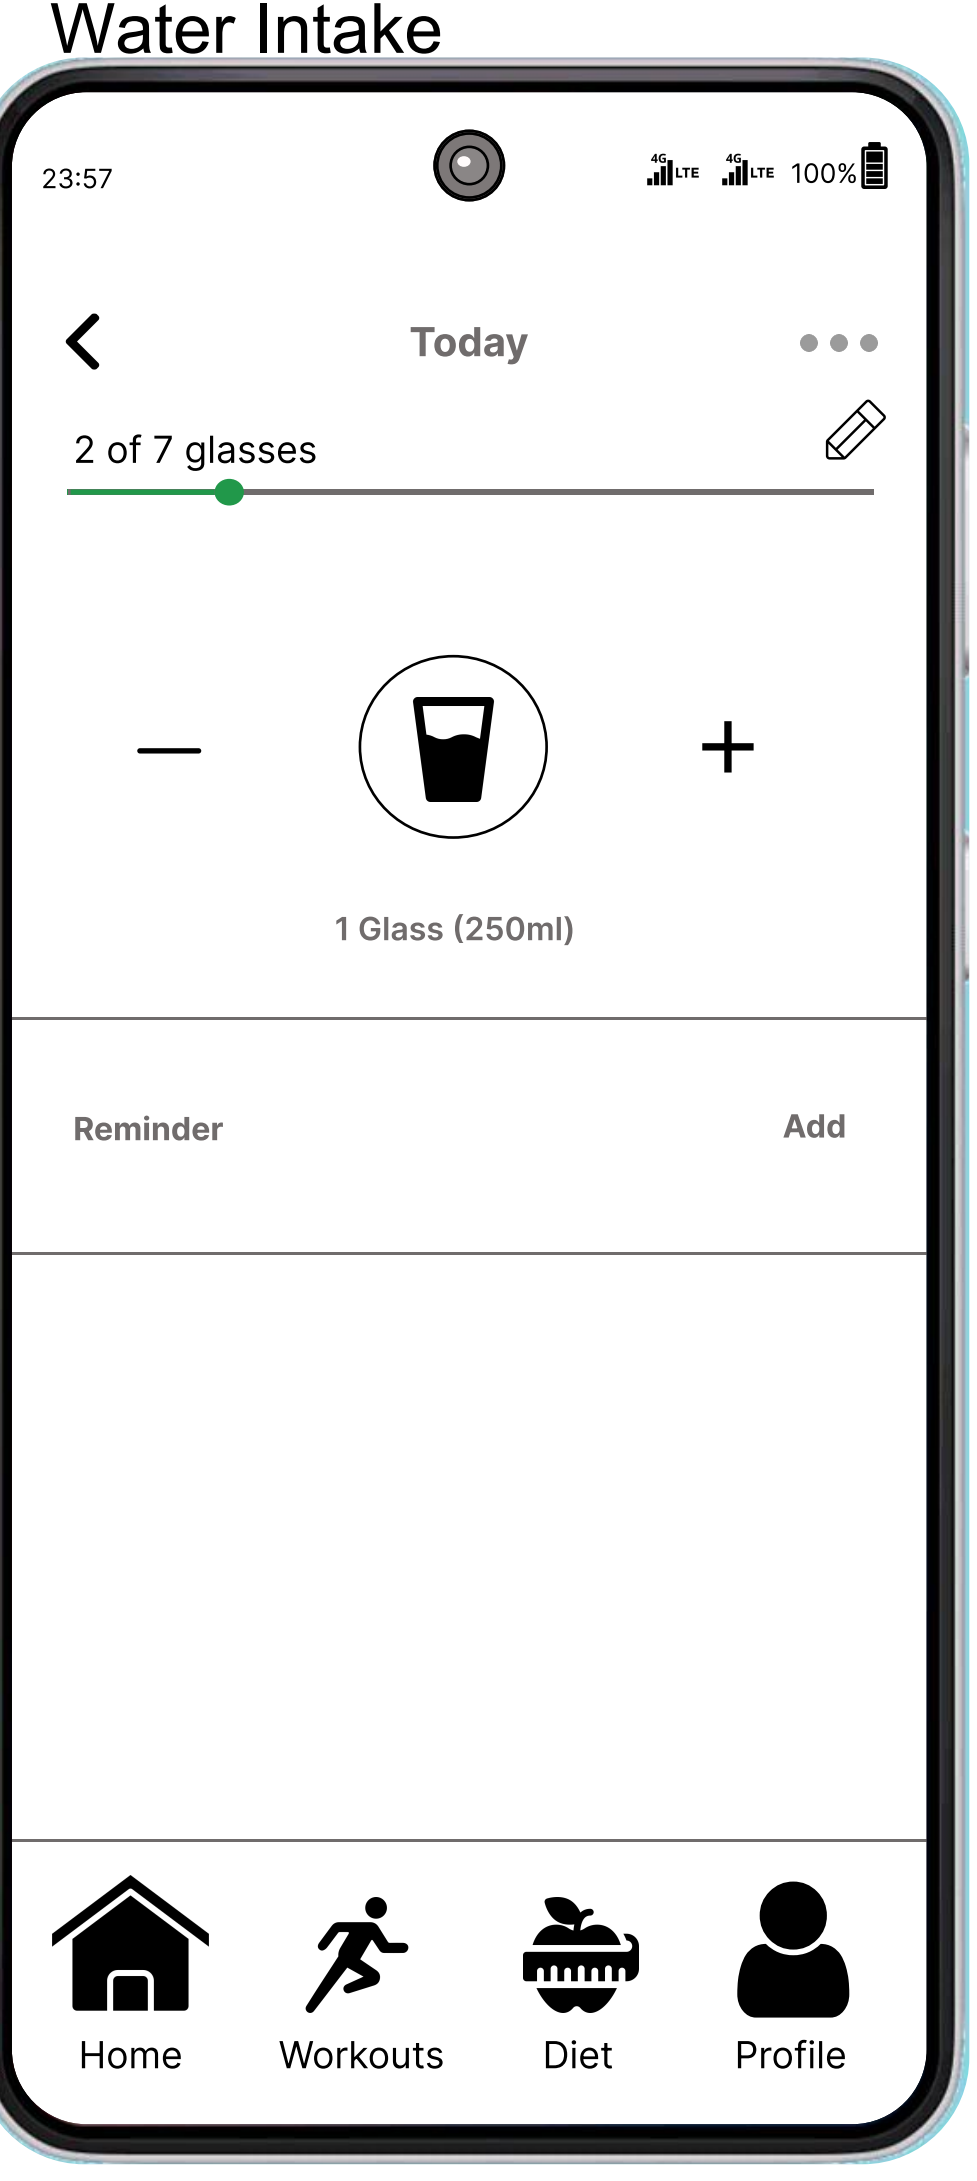 Water Intake
23:57
4G LTE 4G LTE 100%
Today
2 of 7 glasses
1 Glass (250ml)
Reminder Add
Home Workouts Diet Profile